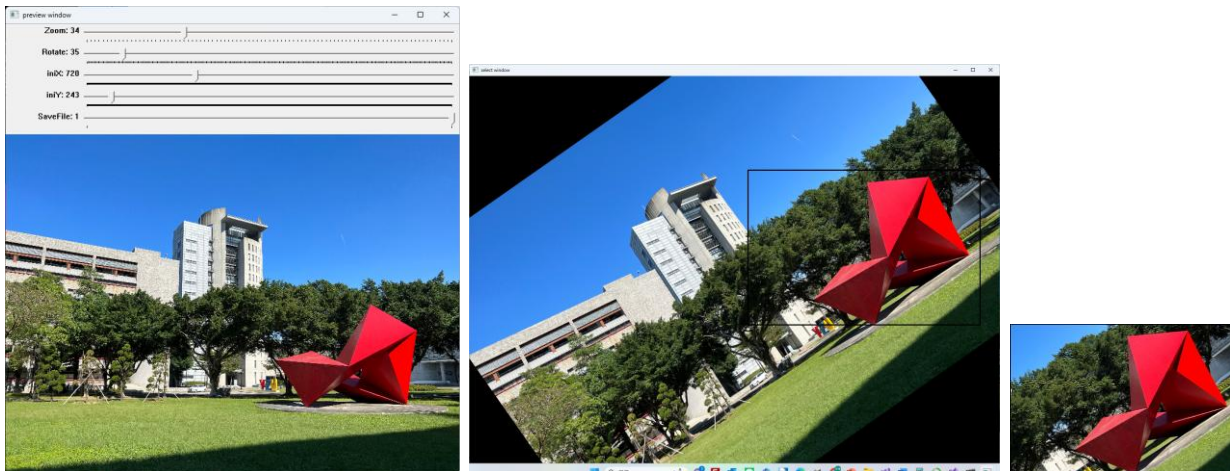 preview window
Zoom: 34
Rotate: 35
iniX: 720
iniY: 243
SaveFile: 1
select window